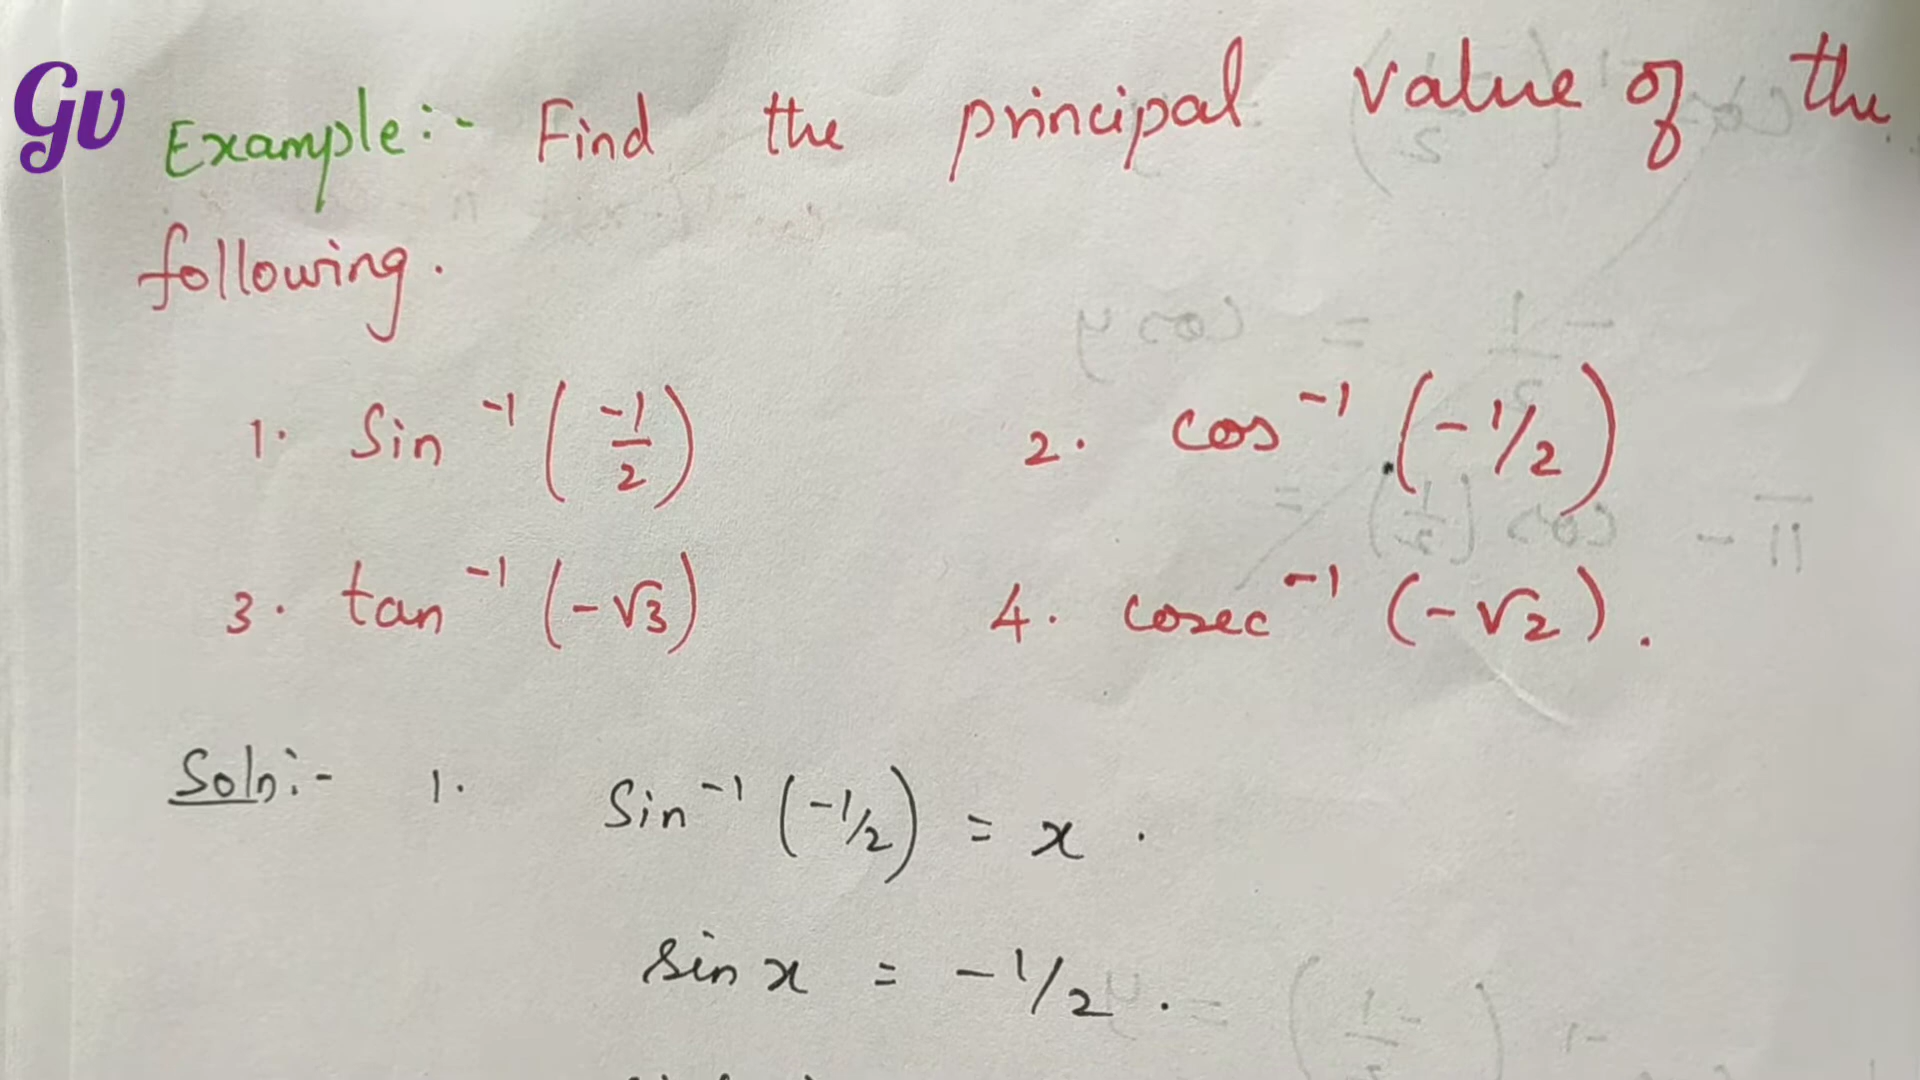 Gv
Example:- Find the principal value of the
following.
1. Sin⁻¹(-1/2) 2. cos⁻¹(-1/2)
3. tan⁻¹(-√3) 4. cosec⁻¹(-√2).
Soln:- 1. Sin⁻¹(-1/2) = x.
sin x = -1/2.